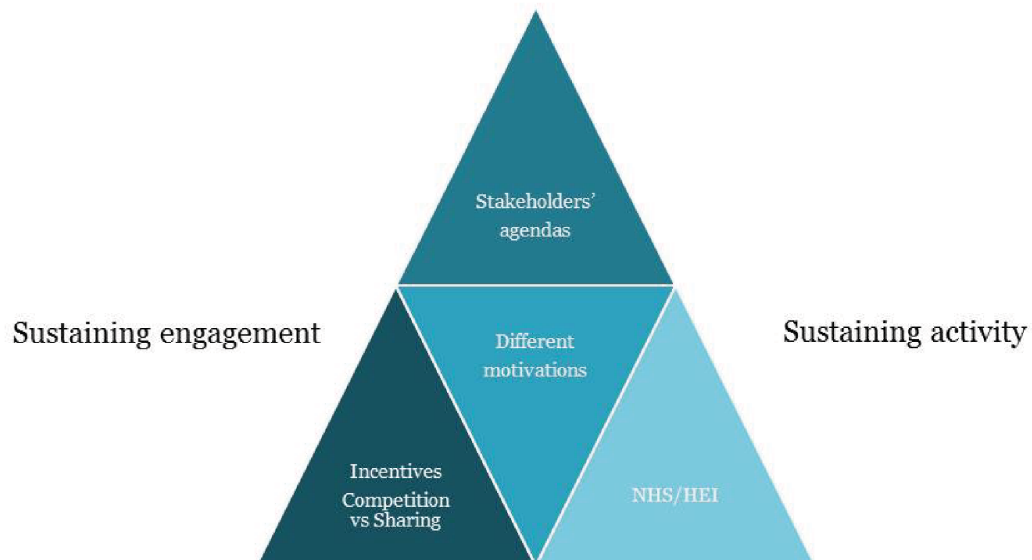 Stakeholders’
agendas
Sustaining engagement
Different
motivations
Sustaining activity
Incentives
Competition
vs Sharing
NHS/HEI